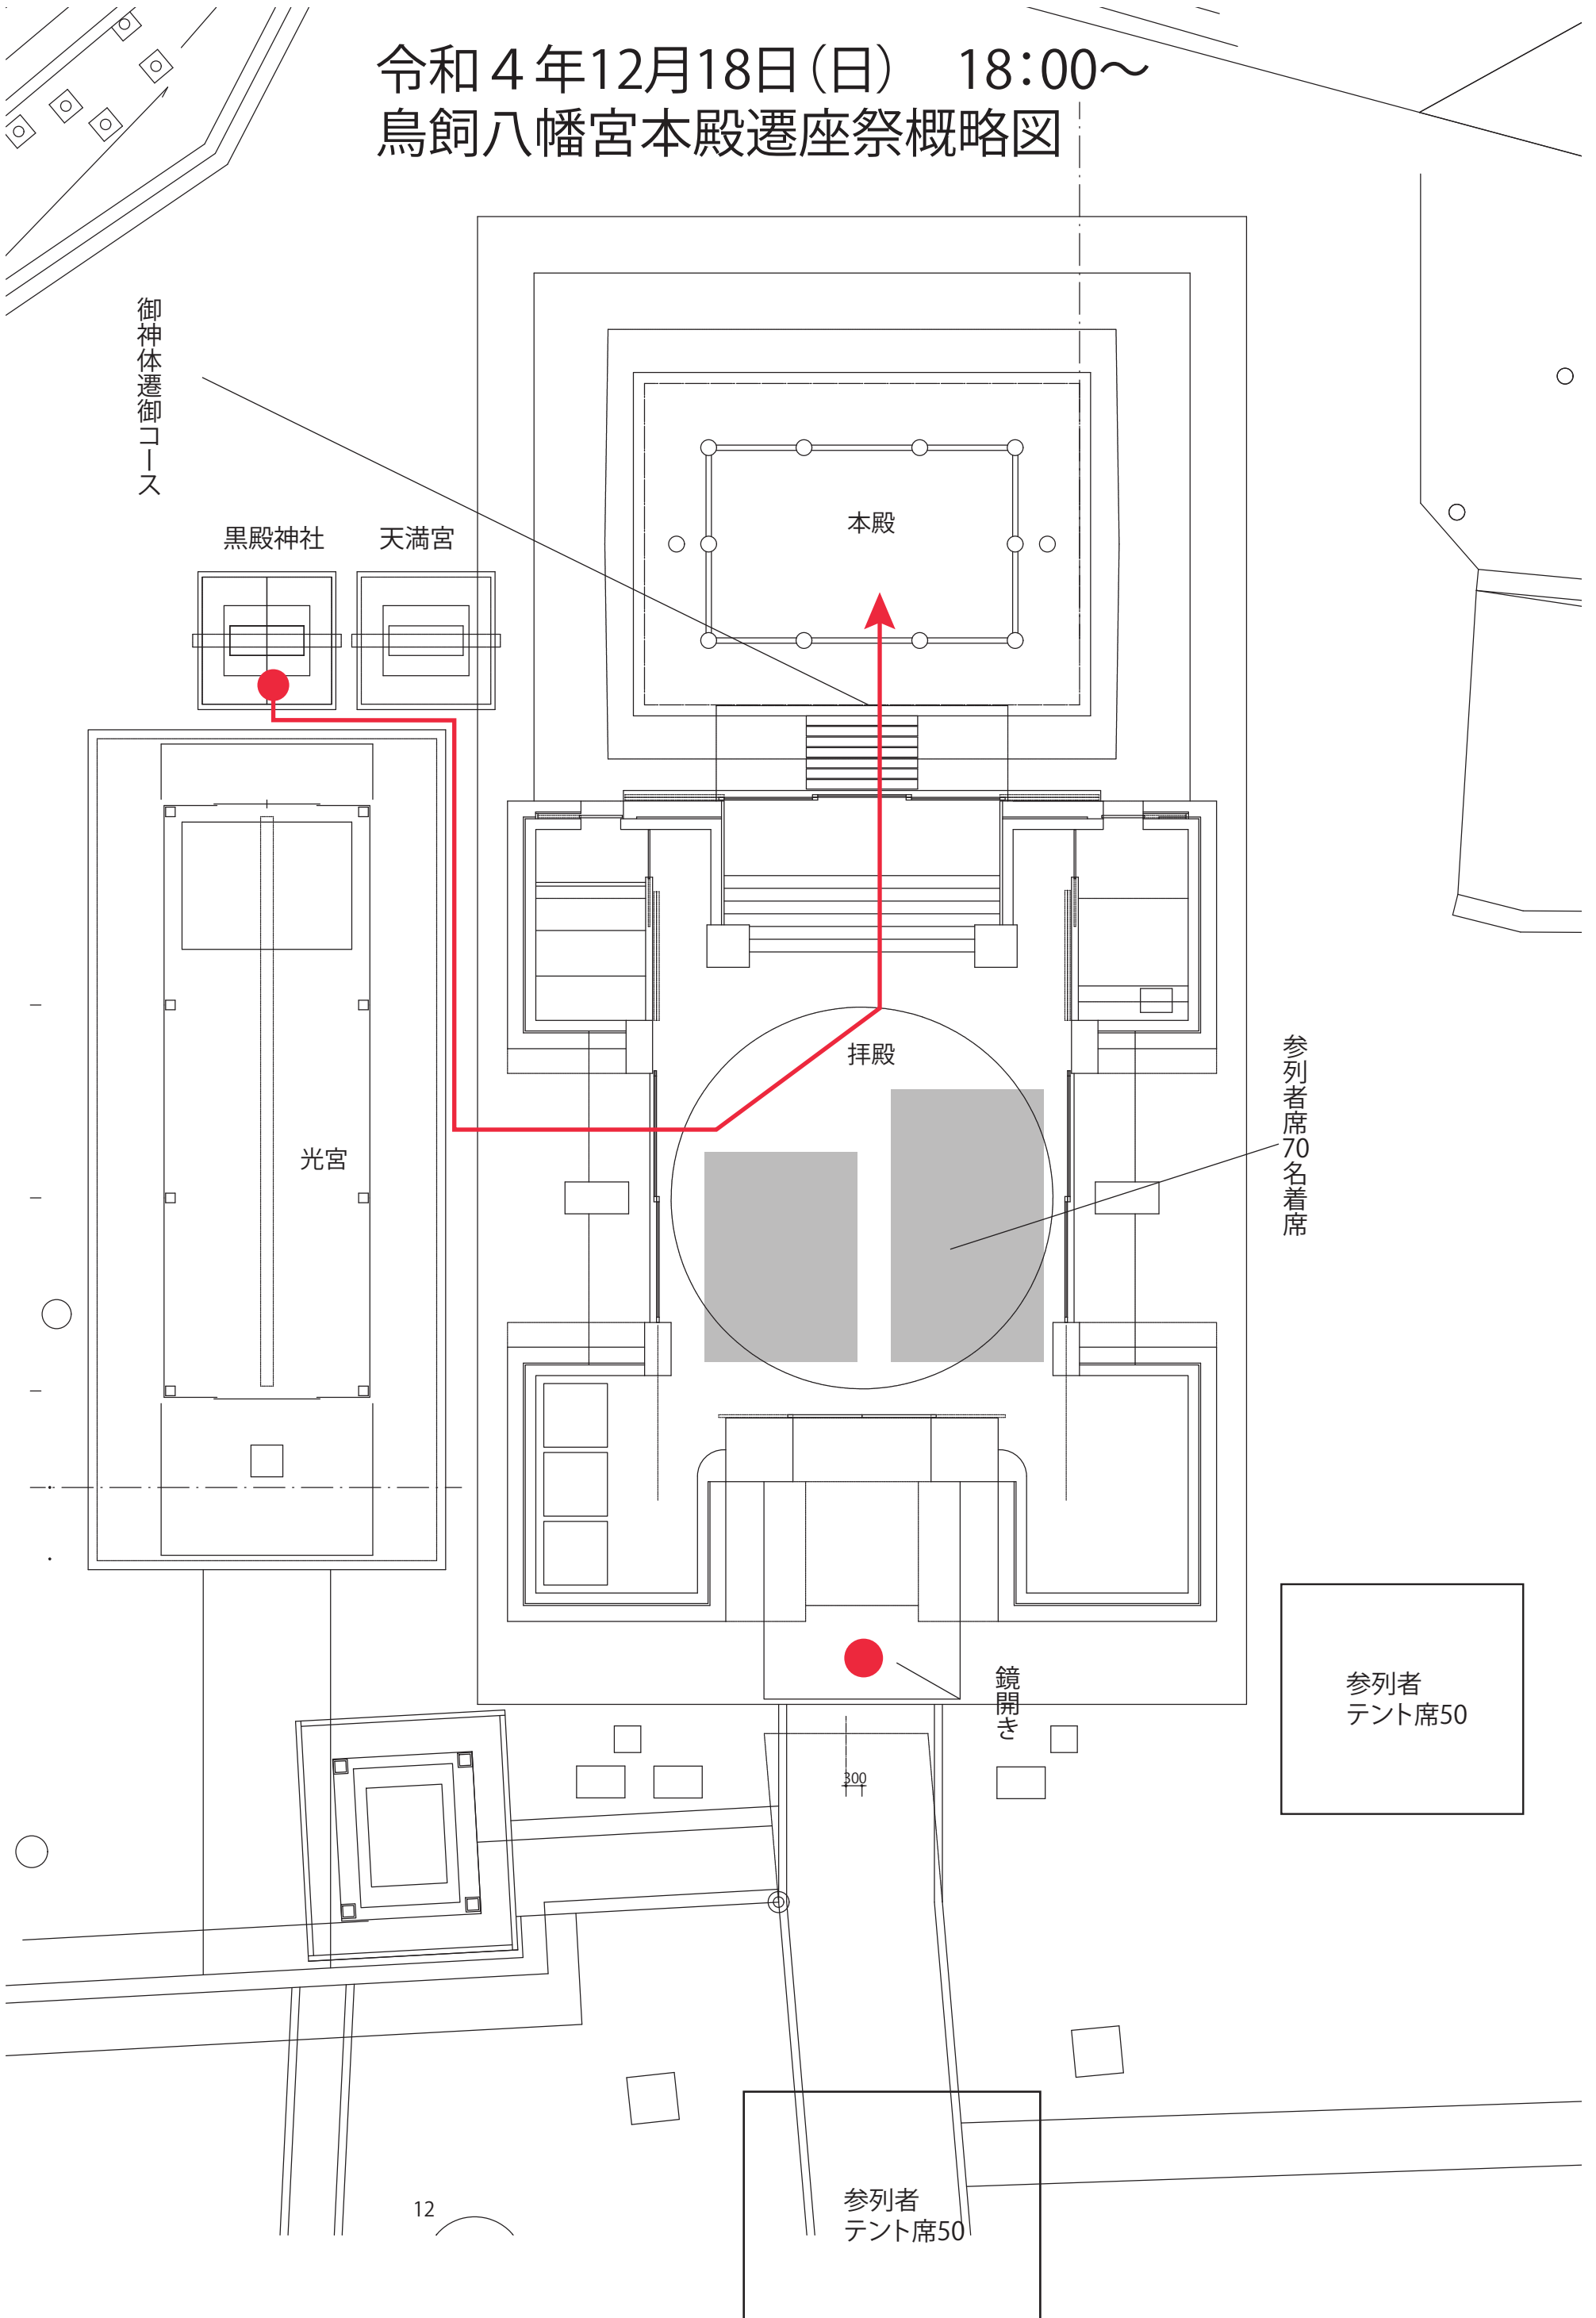 令和４年12月18日（日）　18：00～
鳥飼八幡宮本殿遷座祭概略図
御神体遷御コース
黒殿神社
天満宮
本殿
拝殿
光宮
参列者席70名着席
鏡開き
300
参列者
テント席50
参列者
テント席50
12